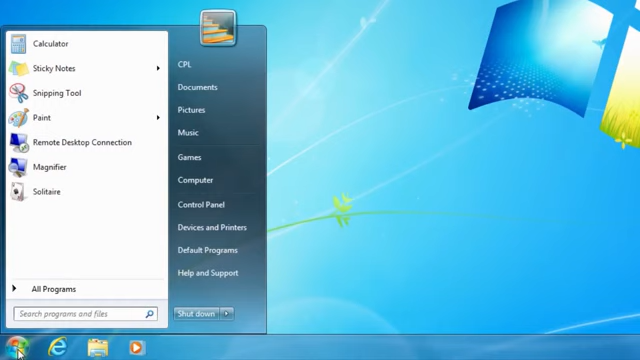 Calculator
Sticky Notes
Snipping Tool
Paint
Remote Desktop Connection
Magnifier
Solitaire
All Programs
Search programs and files
CPL
Documents
Pictures
Music
Games
Computer
Control Panel
Devices and Printers
Default Programs
Help and Support
Shut down